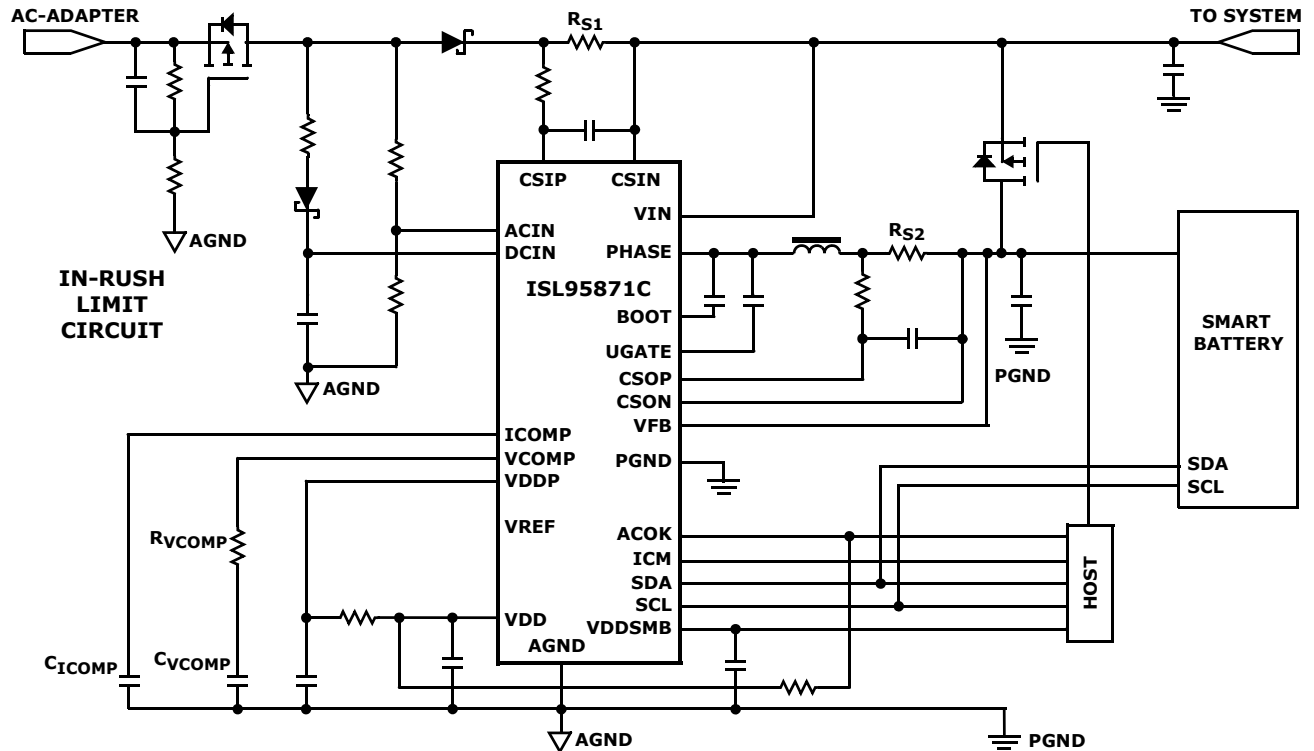 AC-ADAPTER
RS1
TO SYSTEM
CSIP
CSIN
VIN
AGND
ACIN
DCIN
PHASE
RS2
IN-RUSH
LIMIT
CIRCUIT
ISL95871C
BOOT
UGATE
SMART
BATTERY
AGND
CSOP
PGND
CSON
VFB
ICOMP
VCOMP
PGND
VDDP
SDA
SCL
VREF
RVCOMP
ACOK
ICM
SDA
SCL
HOST
VDD
VDDSMB
AGND
CICOMP
CVCOMP
AGND
PGND